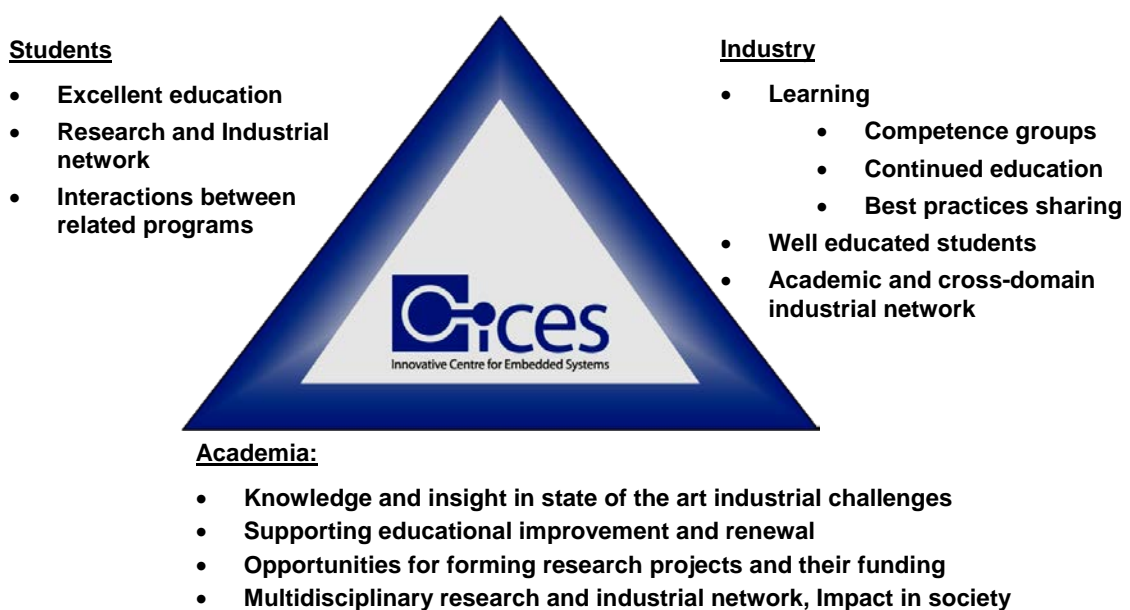 Students
• Excellent education
• Research and Industrial
network
• Interactions between
related programs
Industry
• Learning
• Competence groups
• Continued education
• Best practices sharing
• Well educated students
• Academic and cross-domain
industrial network
ices
Innovative Centre for Embedded Systems
Academia:
• Knowledge and insight in state of the art industrial challenges
• Supporting educational improvement and renewal
• Opportunities for forming research projects and their funding
• Multidisciplinary research and industrial network, Impact in society